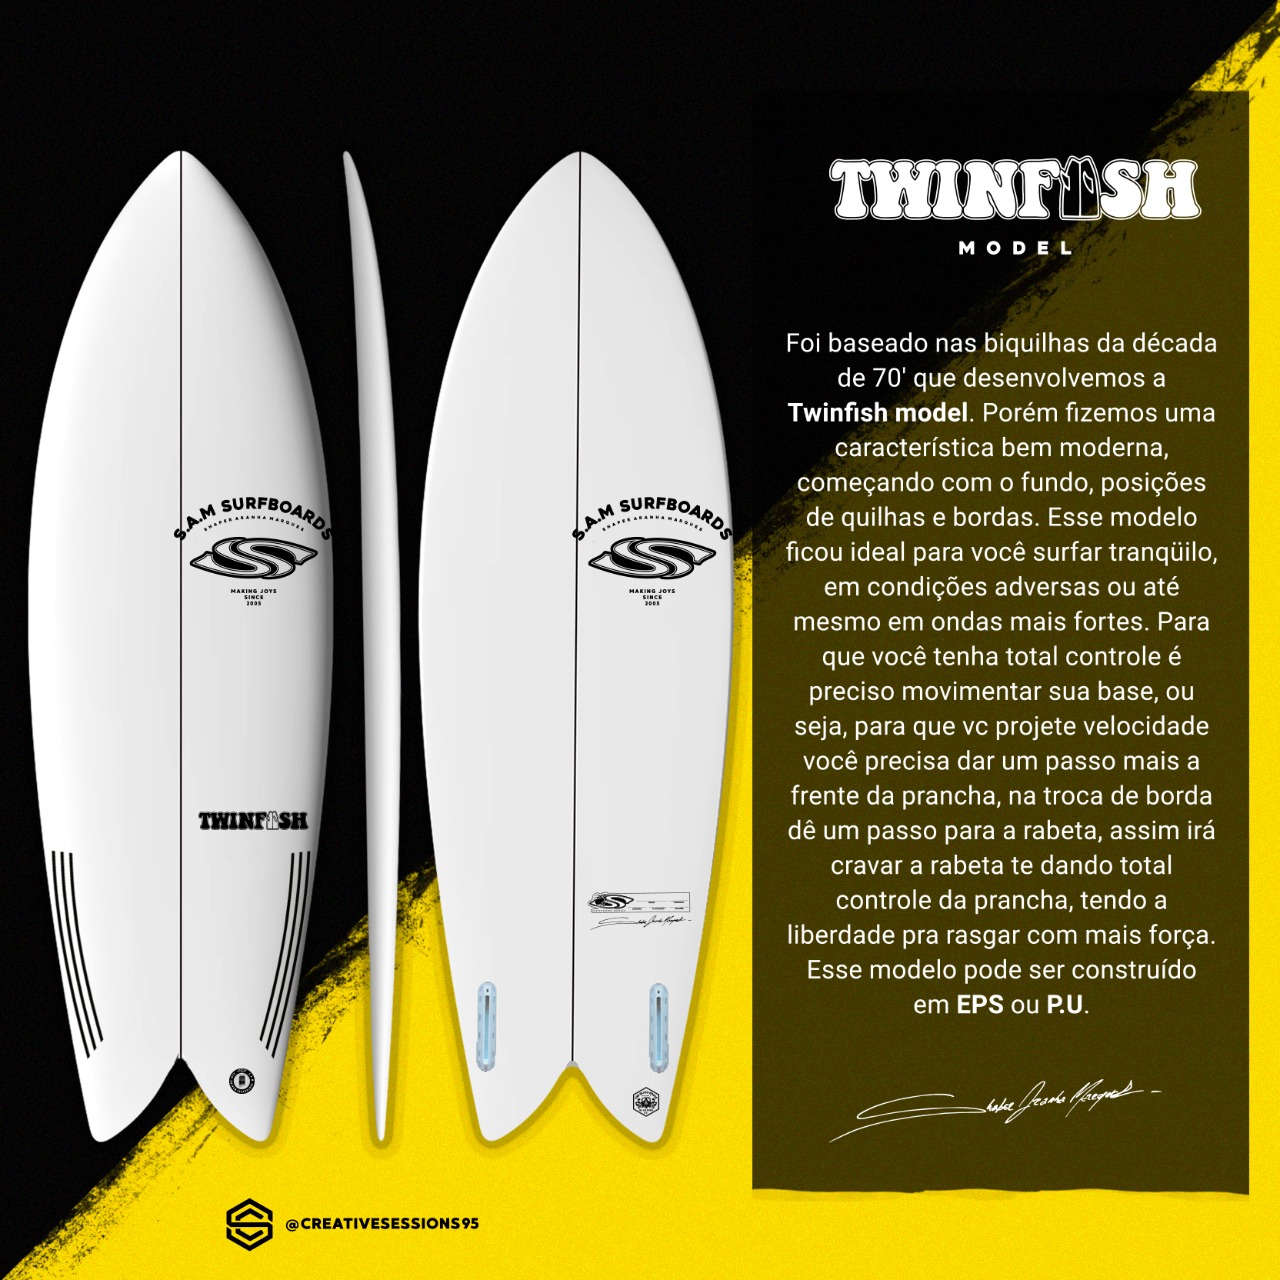 TWINFISH
MODEL
Foi baseado nas biquilhas da década
de 70' que desenvolvemos a
Twinfish model. Porém fizemos uma
característica bem moderna,
começando com o fundo, posições
de quilhas e bordas. Esse modelo
ficou ideal para você surfar tranqüilo,
em condições adversas ou até
mesmo em ondas mais fortes. Para
que você tenha total controle é
preciso movimentar sua base, ou
seja, para que vc projete velocidade
você precisa dar um passo mais a
frente da prancha, na troca de borda
dê um passo para a rabeta, assim irá
cravar a rabeta te dando total
controle da prancha, tendo a
liberdade pra rasgar com mais força.
Esse modelo pode ser construído
em EPS ou P.U.
Shaper Aranha Marques
S.A.M SURFBOARDS
SHAPER ARANHA MARQUES
MAKING JOYS
SINCE
2005
TWINFISH
S.A.M SURFBOARDS
SHAPER ARANHA MARQUES
MAKING JOYS
SINCE
2005
Shaper Aranha Marques
@CREATIVESESSIONS95